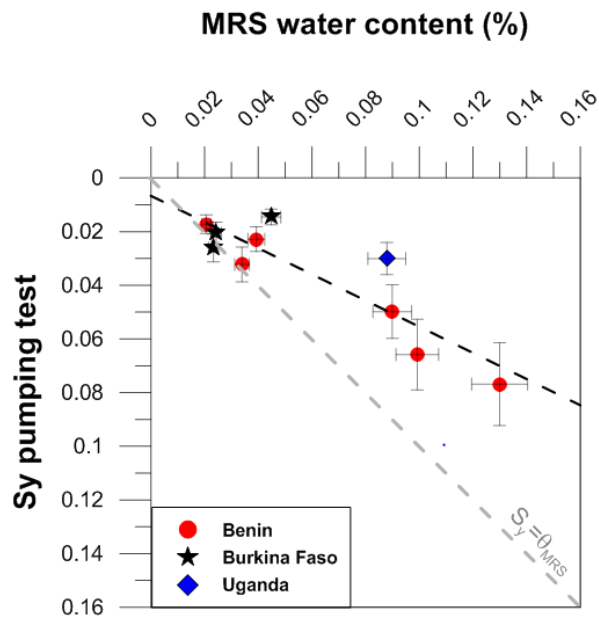 MRS water content (%)
0 0.02 0.04 0.06 0.08 0.1 0.12 0.14 0.16
Sy pumping test
0
0.02
0.04
0.06
0.08
0.1
0.12
0.14
0.16
Sy=θMRS
Benin
Burkina Faso
Uganda